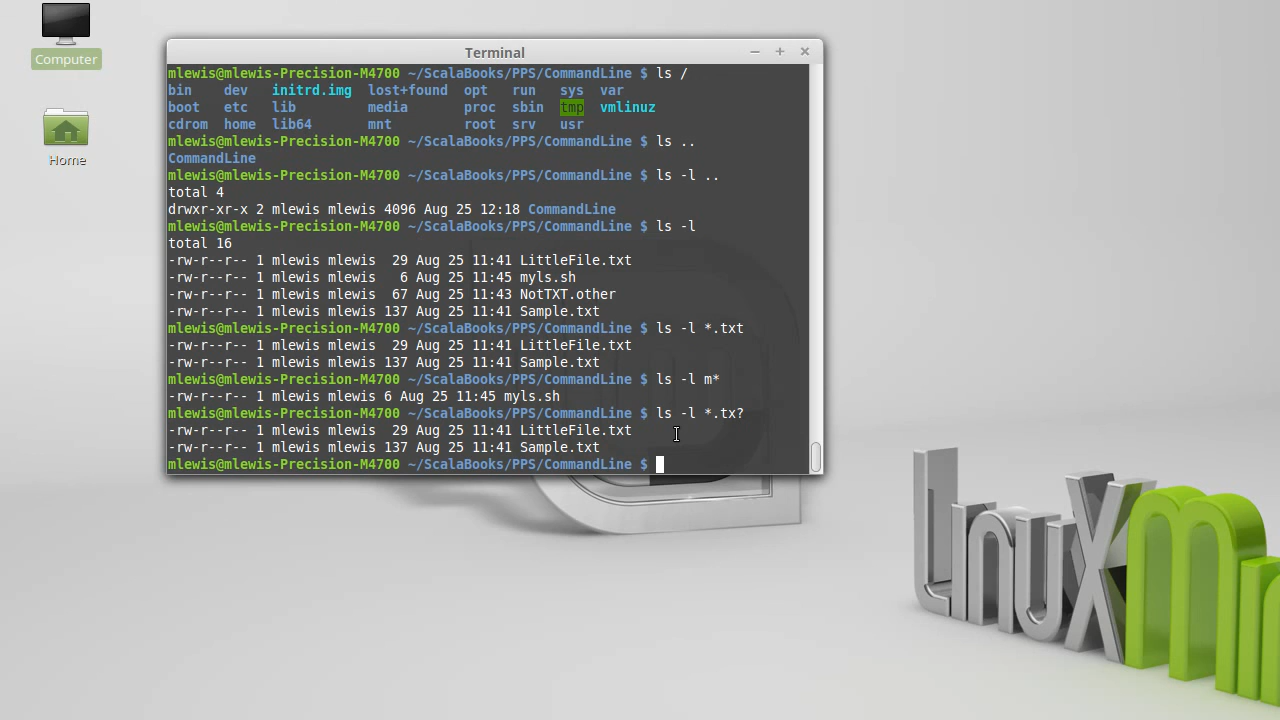 Computer
Home
Terminal
mlewis@mlewis-Precision-M4700 ~/ScalaBooks/PPS/CommandLine $ ls /
bin dev initrd.img lost+found opt run sys var
boot etc lib media proc sbin tmp vmlinuz
cdrom home lib64 mnt root srv usr
mlewis@mlewis-Precision-M4700 ~/ScalaBooks/PPS/CommandLine $ ls ..
CommandLine
mlewis@mlewis-Precision-M4700 ~/ScalaBooks/PPS/CommandLine $ ls -l ..
total 4
drwxr-xr-x 2 mlewis mlewis 4096 Aug 25 12:18 CommandLine
mlewis@mlewis-Precision-M4700 ~/ScalaBooks/PPS/CommandLine $ ls -l
total 16
-rw-r--r-- 1 mlewis mlewis 29 Aug 25 11:41 LittleFile.txt
-rw-r--r-- 1 mlewis mlewis 6 Aug 25 11:45 myls.sh
-rw-r--r-- 1 mlewis mlewis 67 Aug 25 11:43 NotTXT.other
-rw-r--r-- 1 mlewis mlewis 137 Aug 25 11:41 Sample.txt
mlewis@mlewis-Precision-M4700 ~/ScalaBooks/PPS/CommandLine $ ls -l *.txt
-rw-r--r-- 1 mlewis mlewis 29 Aug 25 11:41 LittleFile.txt
-rw-r--r-- 1 mlewis mlewis 137 Aug 25 11:41 Sample.txt
mlewis@mlewis-Precision-M4700 ~/ScalaBooks/PPS/CommandLine $ ls -l m*
-rw-r--r-- 1 mlewis mlewis 6 Aug 25 11:45 myls.sh
mlewis@mlewis-Precision-M4700 ~/ScalaBooks/PPS/CommandLine $ ls -l *.tx?
-rw-r--r-- 1 mlewis mlewis 29 Aug 25 11:41 LittleFile.txt
-rw-r--r-- 1 mlewis mlewis 137 Aug 25 11:41 Sample.txt
mlewis@mlewis-Precision-M4700 ~/ScalaBooks/PPS/CommandLine $
Linux